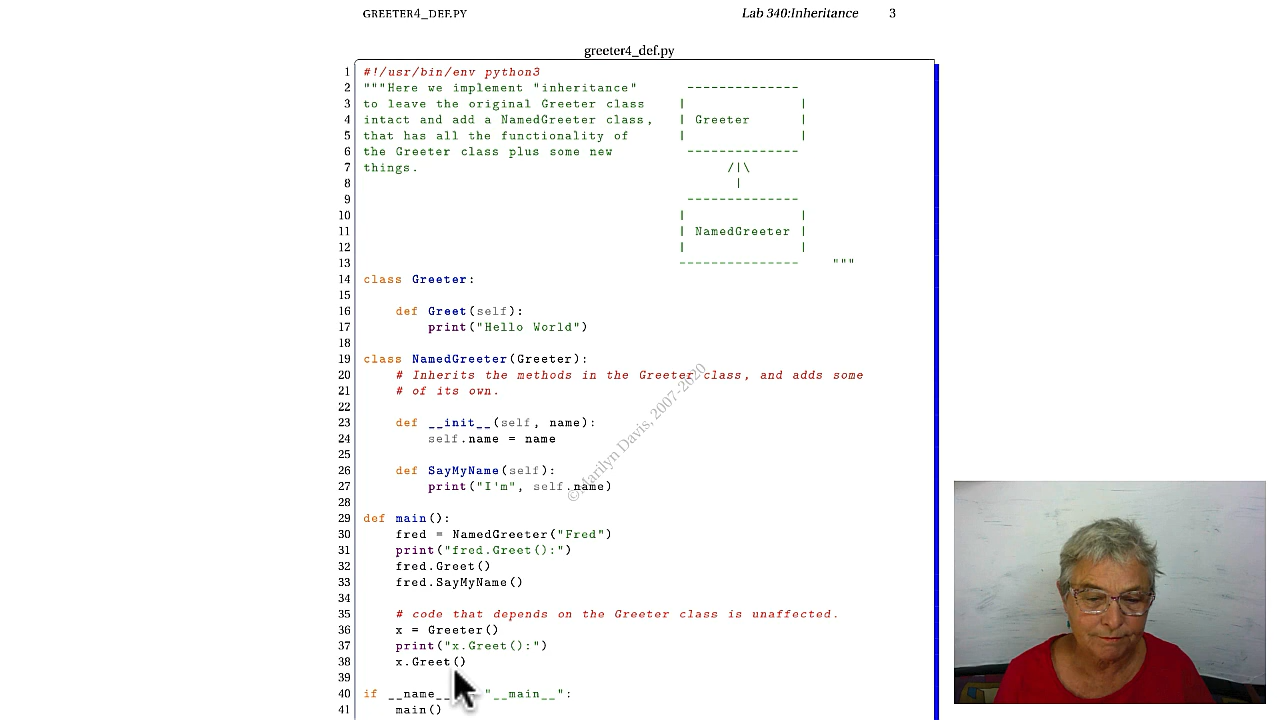 GREETER4_DEF.PY Lab 340:Inheritance 3
greeter4_def.py
1 #!/usr/bin/env python3
2 """Here we implement "inheritance" --------------
3 to leave the original Greeter class | |
4 intact and add a NamedGreeter class, | Greeter |
5 that has all the functionality of | |
6 the Greeter class plus some new --------------
7 things. /|\
8 |
9 --------------
10 | |
11 | NamedGreeter |
12 | |
13 --------------- """
14 class Greeter:
15
16 def Greet(self):
17 print("Hello World")
18
19 class NamedGreeter(Greeter):
20 # Inherits the methods in the Greeter class, and adds some
21 # of its own.
22
23 def __init__(self, name):
24 self.name = name
25
26 def SayMyName(self):
27 print("I'm", self.name)
28
29 def main():
30 fred = NamedGreeter("Fred")
31 print("fred.Greet():")
32 fred.Greet()
33 fred.SayMyName()
34
35 # code that depends on the Greeter class is unaffected.
36 x = Greeter()
37 print("x.Greet():")
38 x.Greet()
39
40 if __name__ "__main__":
41 main()
©Marilyn Davis, 2007-2020